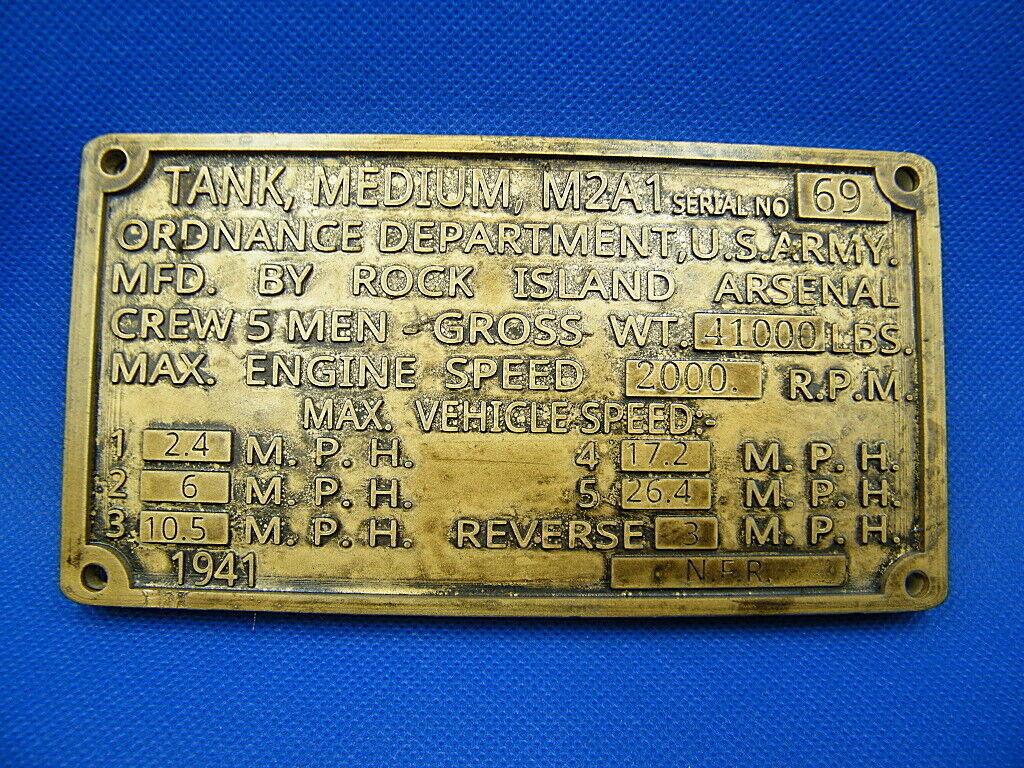 TANK, MEDIUM, M2A1 SERIAL NO 69
ORDNANCE DEPARTMENT, U.S. ARMY.
MFD. BY ROCK ISLAND ARSENAL
CREW 5 MEN - GROSS WT. 41000 LBS.
MAX. ENGINE SPEED 2000. R.P.M.
MAX. VEHICLE SPEED:-
1 2.4 M. P. H. 4 17.2 M. P. H.
2 6 M. P. H. 5 26.4 M. P. H.
3. 10.5 M. P. H. REVERSE 3 M. P. H.
1941 N.F.R.